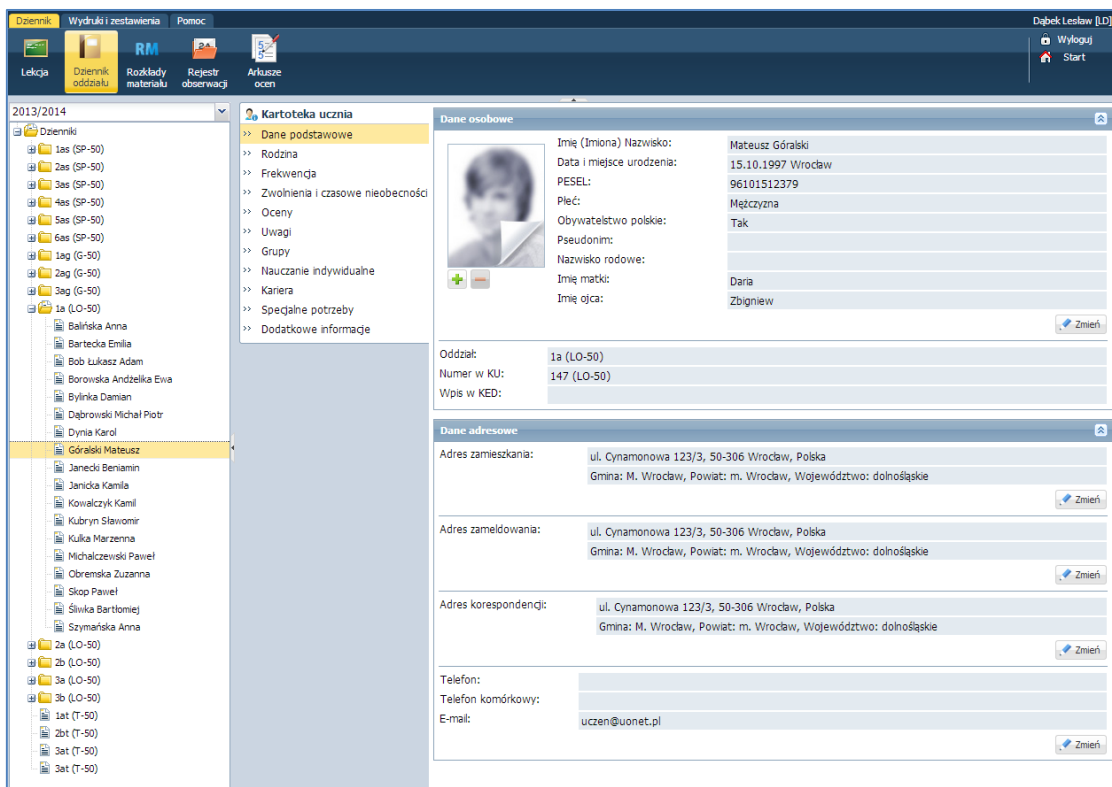 Dziennik Wydruki i zestawienia Pomoc Dąbek Lesław [LD]
Lekcja
Dziennik oddziału
RM
Rozkłady materiału
Rejestr obserwacji
Arkusze ocen
Wyloguj
Start
2013/2014
Dzienniki
1as (SP-50)
2as (SP-50)
3as (SP-50)
4as (SP-50)
5as (SP-50)
6as (SP-50)
1ag (G-50)
2ag (G-50)
3ag (G-50)
1a (LO-50)
Balińska Anna
Bartecka Emilia
Bob Łukasz Adam
Borowska Andżelika Ewa
Bylinka Damian
Dąbrowski Michał Piotr
Dynia Karol
Góralski Mateusz
Janecki Beniamin
Janicka Kamila
Kowalczyk Kamil
Kubryn Sławomir
Kulka Marzenna
Michalczewski Paweł
Obremska Zuzanna
Skop Paweł
Śliwka Bartłomiej
Szymańska Anna
2a (LO-50)
2b (LO-50)
3a (LO-50)
3b (LO-50)
1at (T-50)
2bt (T-50)
3at (T-50)
3at (T-50)
Kartoteka ucznia
Dane podstawowe
Rodzina
Frekwencja
Zwolnienia i czasowe nieobecności
Oceny
Uwagi
Grupy
Nauczanie indywidualne
Kariera
Specjalne potrzeby
Dodatkowe informacje
Dane osobowe
Imię (Imiona) Nazwisko: Mateusz Góralski
Data i miejsce urodzenia: 15.10.1997 Wrocław
PESEL: 96101512379
Płeć: Mężczyzna
Obywatelstwo polskie: Tak
Pseudonim:
Nazwisko rodowe:
Imię matki: Daria
Imię ojca: Zbigniew
Zmień
Oddział: 1a (LO-50)
Numer w KU: 147 (LO-50)
Wpis w KED:
Dane adresowe
Adres zamieszkania: ul. Cynamonowa 123/3, 50-306 Wrocław, Polska
Gmina: M. Wrocław, Powiat: m. Wrocław, Województwo: dolnośląskie
Zmień
Adres zameldowania: ul. Cynamonowa 123/3, 50-306 Wrocław, Polska
Gmina: M. Wrocław, Powiat: m. Wrocław, Województwo: dolnośląskie
Zmień
Adres korespondencji: ul. Cynamonowa 123/3, 50-306 Wrocław, Polska
Gmina: M. Wrocław, Powiat: m. Wrocław, Województwo: dolnośląskie
Zmień
Telefon:
Telefon komórkowy:
E-mail: uczen@uonet.pl
Zmień